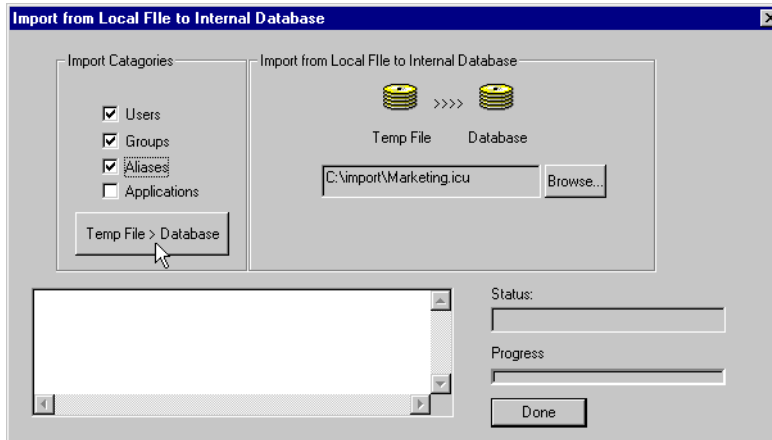 Import from Local FIle to Internal Database
Import Catagories
Users
Groups
Aliases
Applications
Temp File > Database
Import from Local FIle to Internal Database
>>>>
Temp File Database
C:\import\Marketing.icu Browse...
Status:
Progress
Done